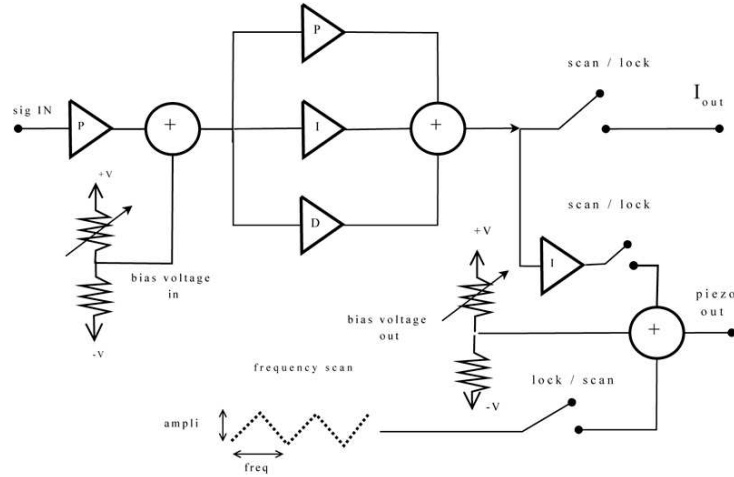 P
scan / lock
sig IN
P
+
I
+
I out
+V
D
scan / lock
+V
bias voltage
in
I
piezo
out
bias voltage
out
+
-V
frequency scan
lock / scan
-V
ampli
freq